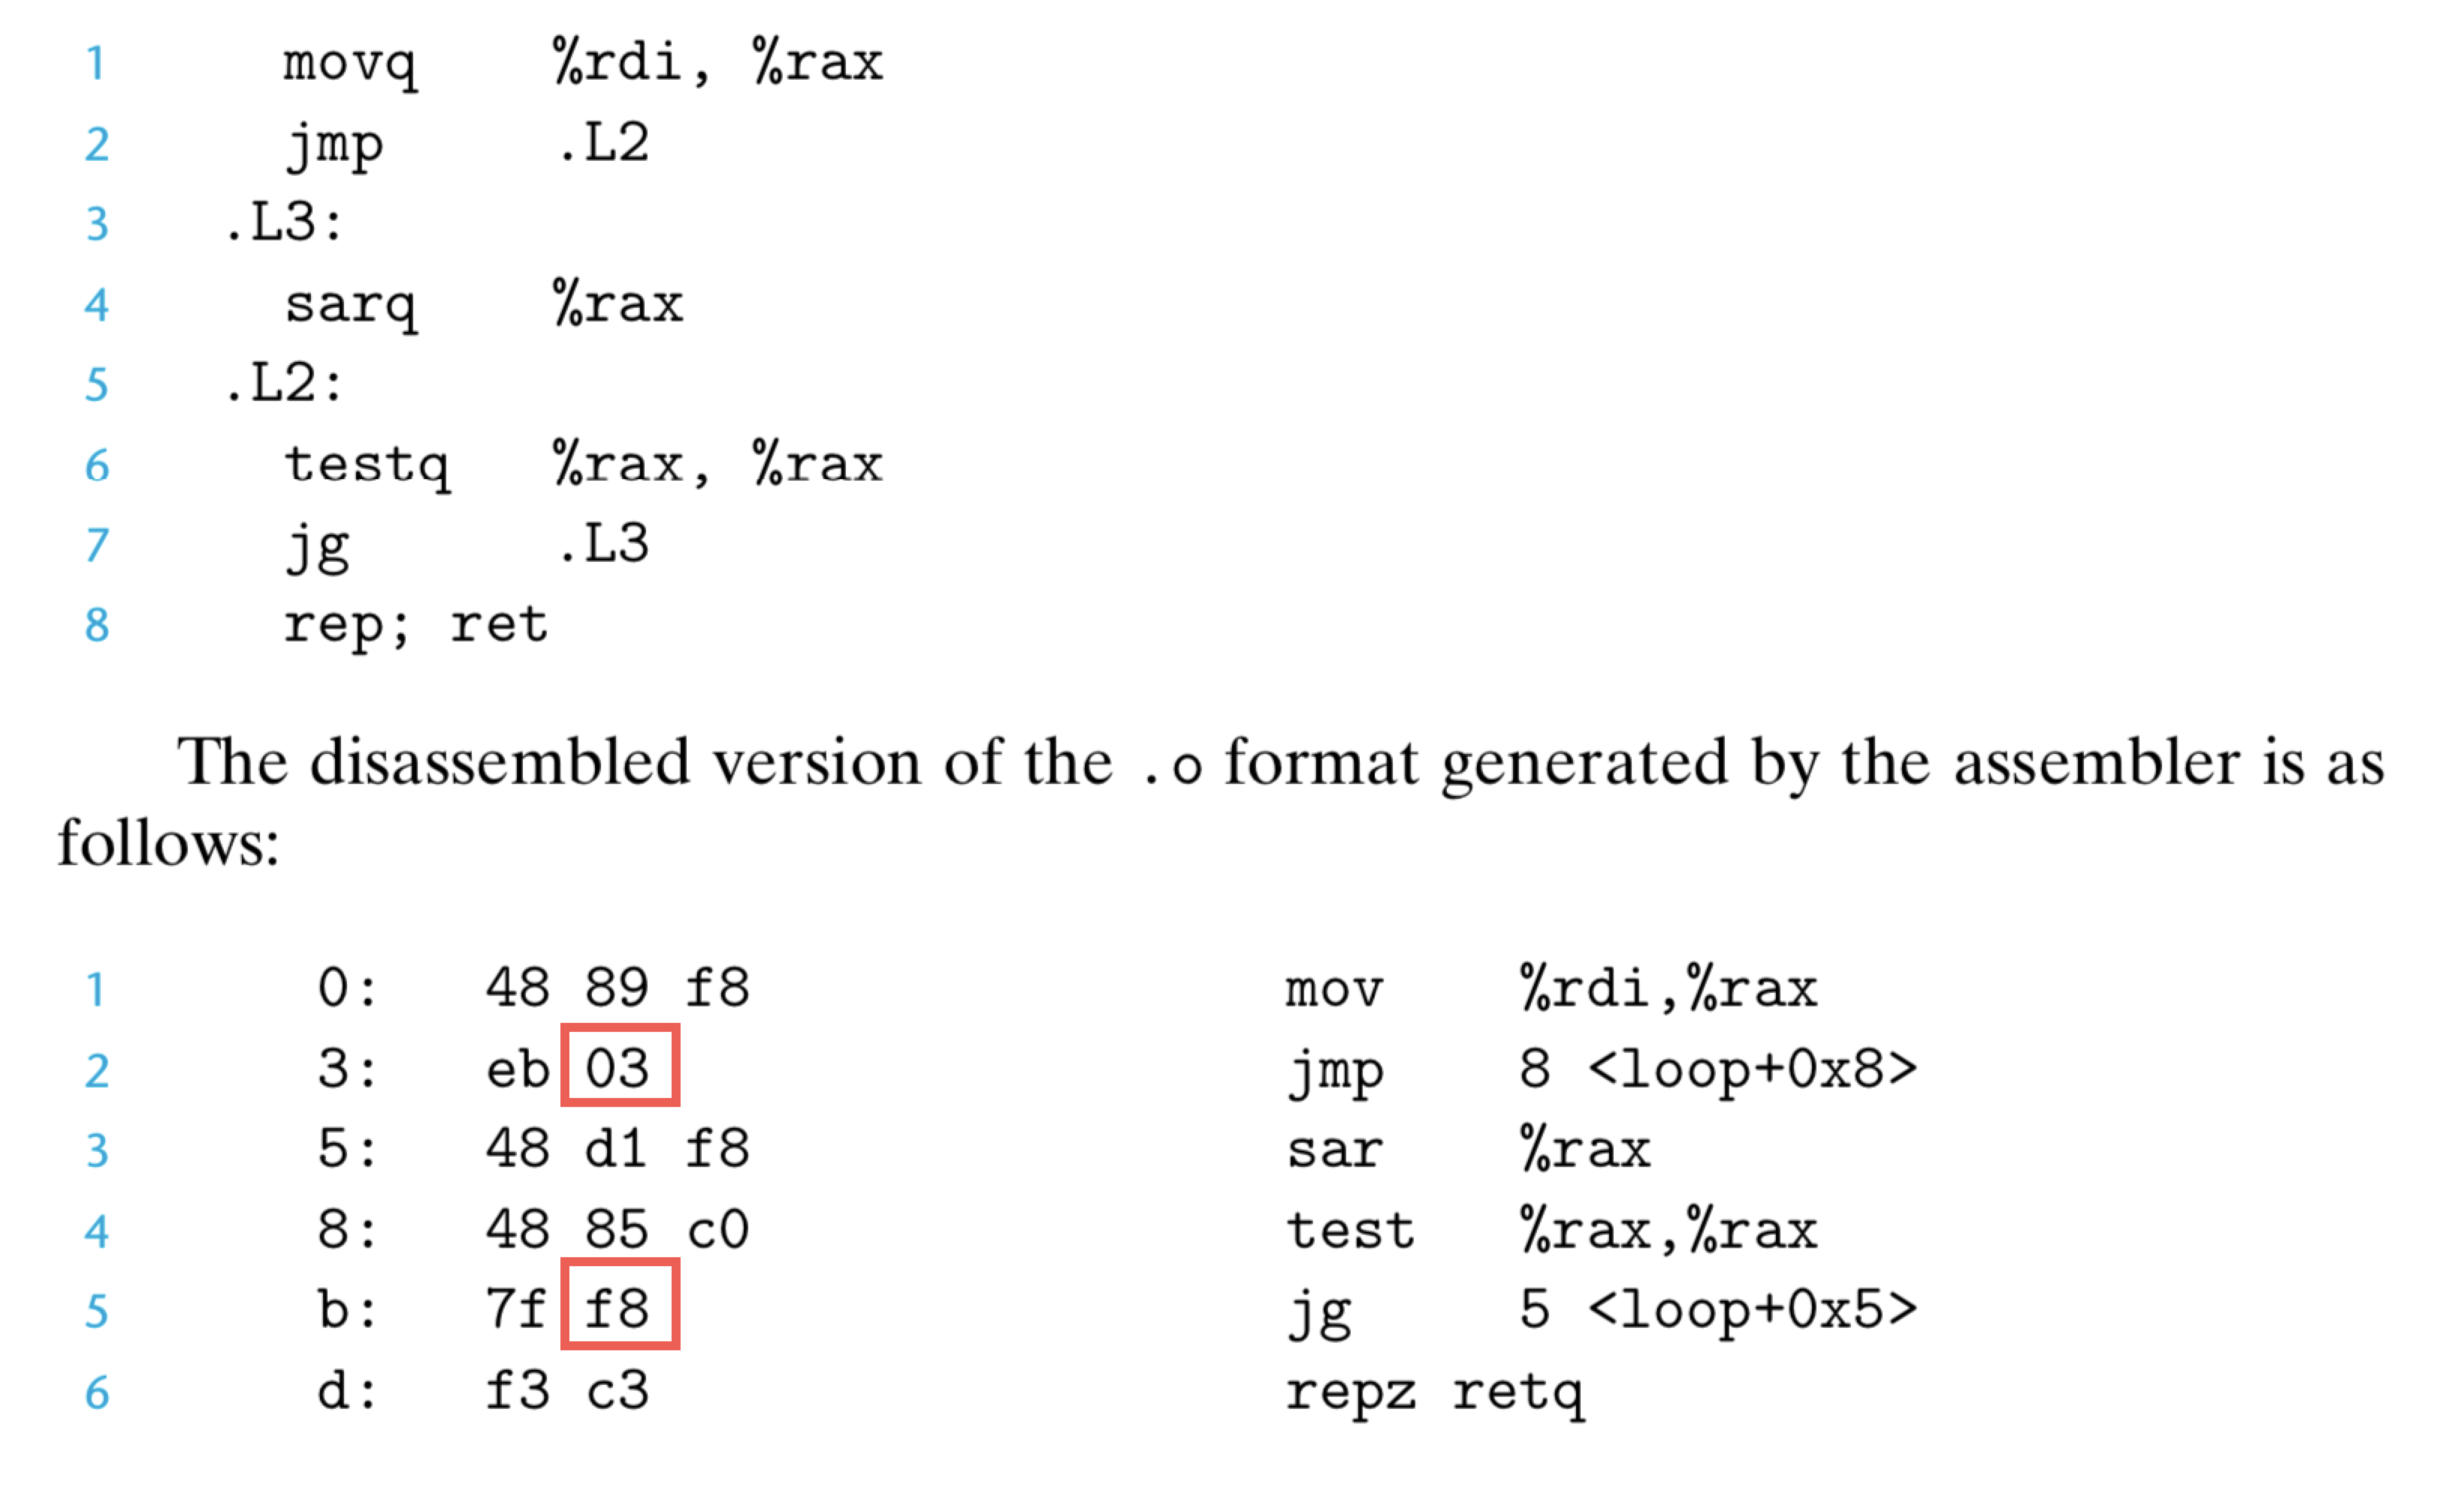 1 movq %rdi, %rax
2 jmp .L2
3 .L3:
4 sarq %rax
5 .L2:
6 testq %rax, %rax
7 jg .L3
8 rep; ret
The disassembled version of the .o format generated by the assembler is as
follows:
1 0: 48 89 f8 mov %rdi,%rax
2 3: eb 03 jmp 8 <loop+0x8>
3 5: 48 d1 f8 sar %rax
4 8: 48 85 c0 test %rax,%rax
5 b: 7f f8 jg 5 <loop+0x5>
6 d: f3 c3 repz retq